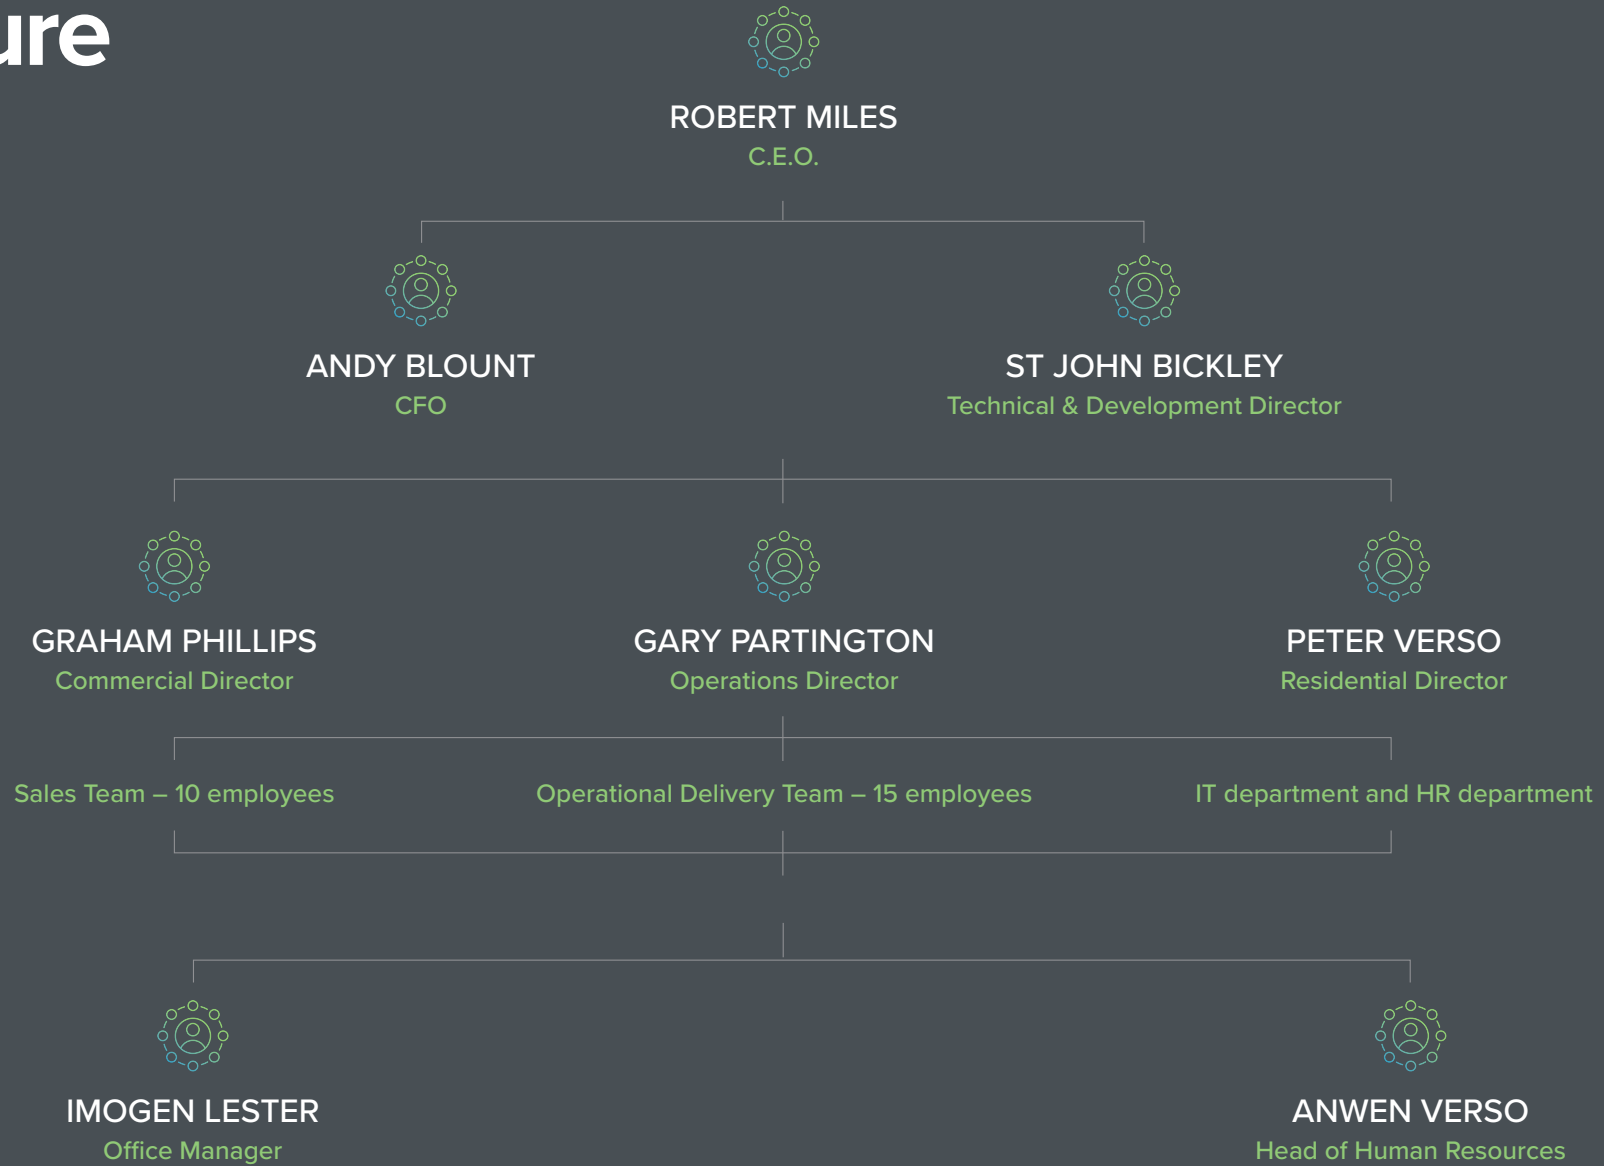 ure
ROBERT MILES
C.E.O.
ANDY BLOUNT
CFO
ST JOHN BICKLEY
Technical & Development Director
GRAHAM PHILLIPS
Commercial Director
GARY PARTINGTON
Operations Director
PETER VERSO
Residential Director
Sales Team – 10 employees
Operational Delivery Team – 15 employees
IT department and HR department
IMOGEN LESTER
Office Manager
ANWEN VERSO
Head of Human Resources